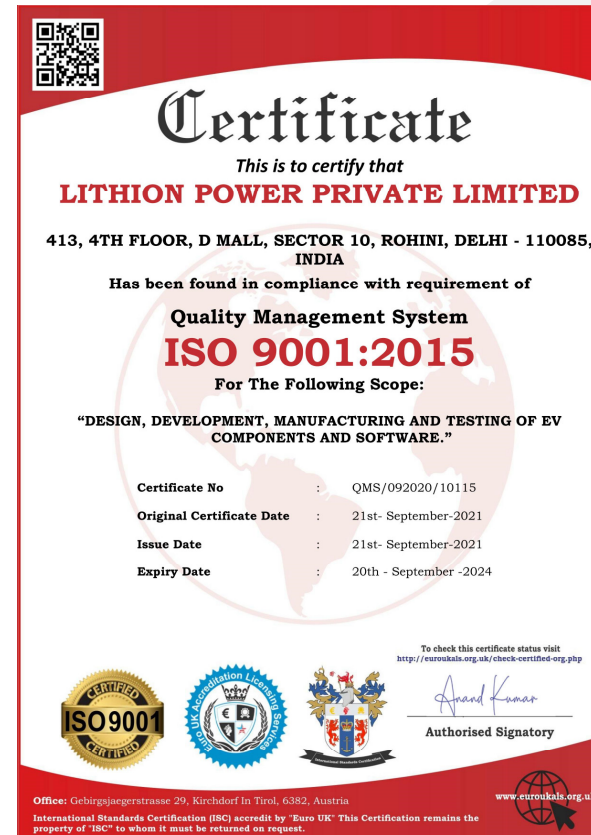 Certificate
This is to certify that
LITHION POWER PRIVATE LIMITED
413, 4TH FLOOR, D MALL, SECTOR 10, ROHINI, DELHI - 110085,
INDIA
Has been found in compliance with requirement of
Quality Management System
ISO 9001:2015
For The Following Scope:
“DESIGN, DEVELOPMENT, MANUFACTURING AND TESTING OF EV
COMPONENTS AND SOFTWARE.”
Certificate No : QMS/092020/10115
Original Certificate Date : 21st- September-2021
Issue Date : 21st- September-2021
Expiry Date : 20th - September -2024
To check this certificate status visit
http://euroukals.org.uk/check-certified-org.php
CERTIFIED
ISO 9001
CERTIFIED
Euro UK Accreditation Licensing Services
International Standards Certification
Anand Kumar
Authorised Signatory
www.euroukals.org.u
Office: Gebirgsjaegerstrasse 29, Kirchdorf In Tirol, 6382, Austria
International Standards Certification (ISC) accredit by "Euro UK" This Certification remains the
property of "ISC" to whom it must be returned on request.